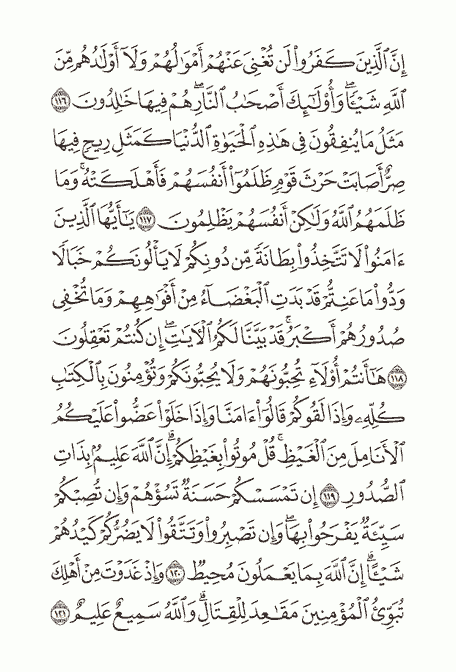 إِنَّ ٱلَّذِينَ كَفَرُوا۟ لَن تُغْنِىَ عَنْهُمْ أَمْوَٰلُهُمْ وَلَآ أَوْلَٰدُهُم مِّنَ
ٱللَّهِ شَيْـًٔا ۖ وَأُو۟لَٰٓئِكَ أَصْحَٰبُ ٱلنَّارِ ۚ هُمْ فِيهَا خَٰلِدُونَ ١١٦
مَثَلُ مَا يُنفِقُونَ فِى هَٰذِهِ ٱلْحَيَوٰةِ ٱلدُّنْيَا كَمَثَلِ رِيحٍ فِيهَا
صِرٌّ أَصَابَتْ حَرْثَ قَوْمٍ ظَلَمُوٓا۟ أَنفُسَهُمْ فَأَهْلَكَتْهُ ۚ وَمَا
ظَلَمَهُمُ ٱللَّهُ وَلَٰكِنْ أَنفُسَهُمْ يَظْلِمُونَ ١١٧ يَٰٓأَيُّهَا ٱلَّذِينَ
ءَامَنُوا۟ لَا تَتَّخِذُوا۟ بِطَانَةً مِّن دُونِكُمْ لَا يَأْلُونَكُمْ خَبَالًا
وَدُّوا۟ مَا عَنِتُّمْ قَدْ بَدَتِ ٱلْبَغْضَآءُ مِنْ أَفْوَٰهِهِمْ وَمَا تُخْفِى
صُدُورُهُمْ أَكْبَرُ ۚ قَدْ بَيَّنَّا لَكُمُ ٱلْءَايَٰتِ ۖ إِن كُنتُمْ تَعْقِلُونَ
١١٨ هَٰٓأَنتُمْ أُو۟لَآءِ تُحِبُّونَهُمْ وَلَا يُحِبُّونَكُمْ وَتُؤْمِنُونَ بِٱلْكِتَٰبِ
كُلِّهِۦ وَإِذَا لَقُوكُمْ قَالُوٓا۟ ءَامَنَّا وَإِذَا خَلَوْا۟ عَضُّوا۟ عَلَيْكُمُ
ٱلْأَنَامِلَ مِنَ ٱلْغَيْظِ ۚ قُلْ مُوتُوا۟ بِغَيْظِكُمْ ۗ إِنَّ ٱللَّهَ عَلِيمٌۢ بِذَاتِ
ٱلصُّدُورِ ١١٩ إِن تَمْسَسْكُمْ حَسَنَةٌ تَسُؤْهُمْ وَإِن تُصِبْكُمْ
سَيِّئَةٌ يَفْرَحُوا۟ بِهَا ۖ وَإِن تَصْبِرُوا۟ وَتَتَّقُوا۟ لَا يَضُرُّكُمْ كَيْدُهُمْ
شَيْـًٔا ۗ إِنَّ ٱللَّهَ بِمَا يَعْمَلُونَ مُحِيطٌ ١٢٠ وَإِذْ غَدَوْتَ مِنْ أَهْلِكَ
تُبَوِّئُ ٱلْمُؤْمِنِينَ مَقَٰعِدَ لِلْقِتَالِ ۗ وَٱللَّهُ سَمِيعٌ عَلِيمٌ ١٢١